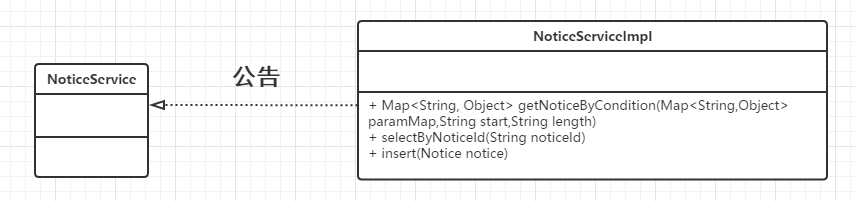 NoticeService
公告
NoticeServiceImpl
+ Map<String, Object> getNoticeByCondition(Map<String,Object>
paramMap,String start,String length)
+ selectByNoticeId(String noticeId)
+ insert(Notice notice)